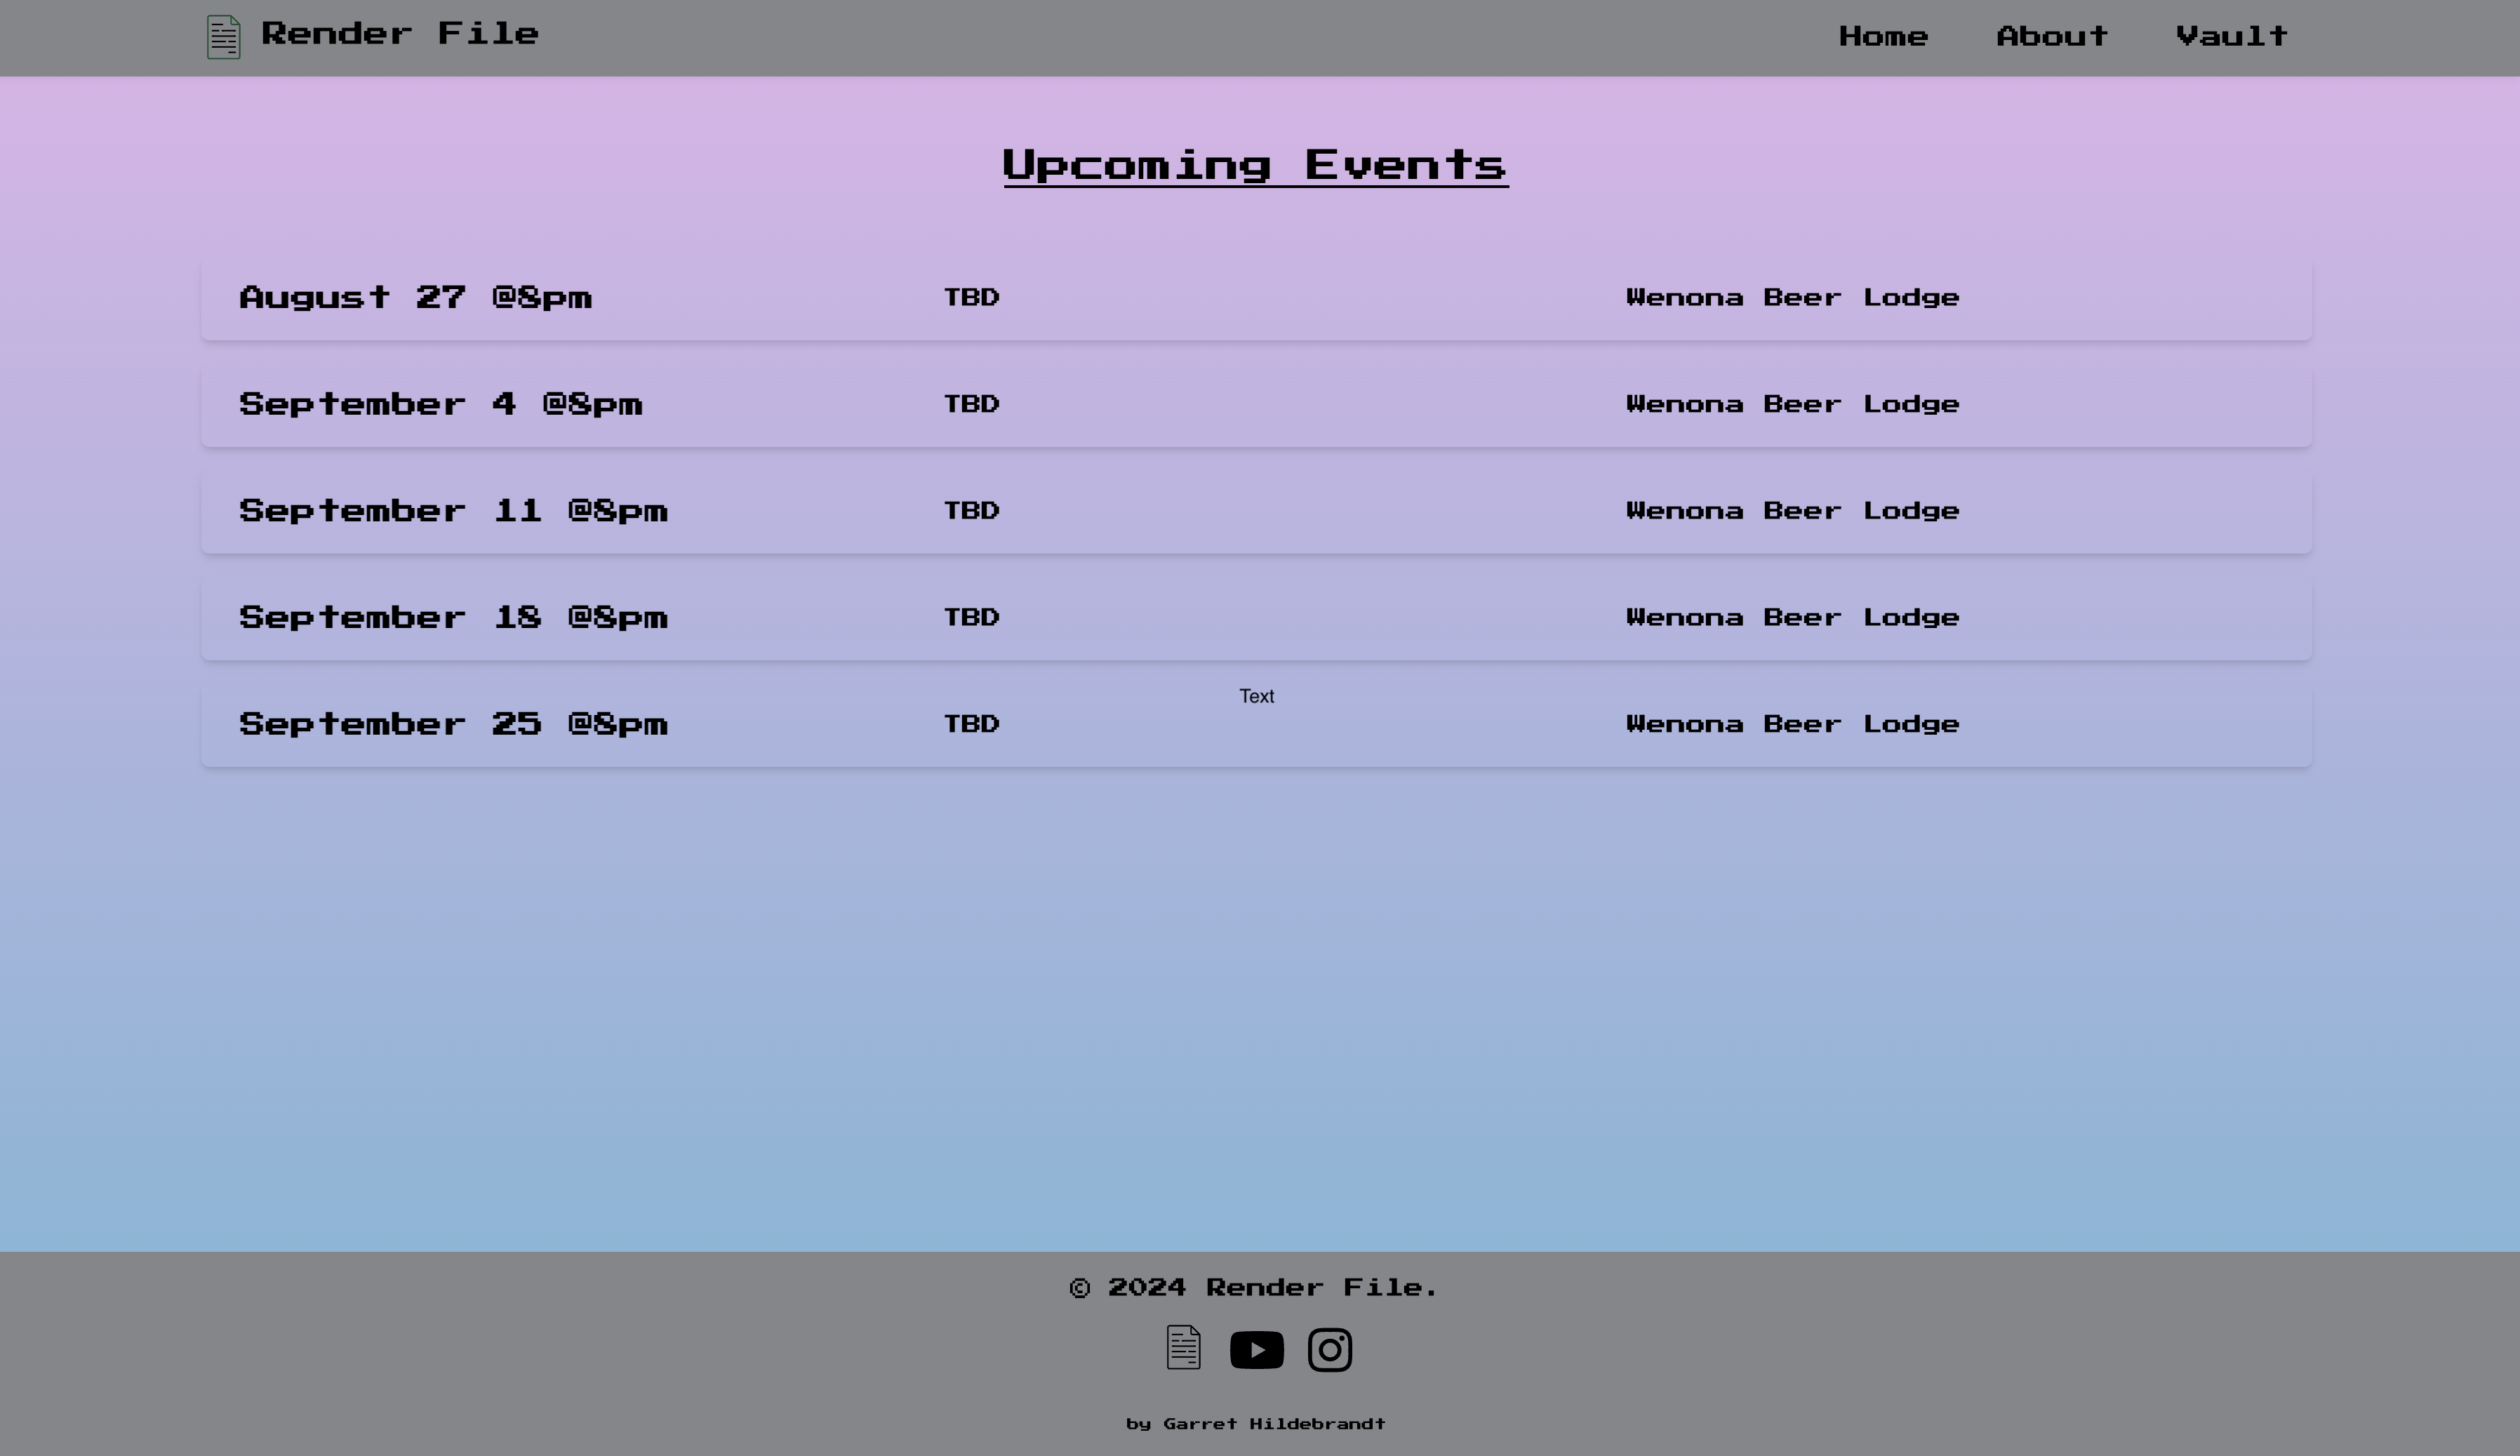 Render File Home About Vault
Upcoming Events
August 27 @8pm TBD Wenona Beer Lodge
September 4 @8pm TBD Wenona Beer Lodge
September 11 @8pm TBD Wenona Beer Lodge
September 18 @8pm TBD Wenona Beer Lodge
Text
September 25 @8pm TBD Wenona Beer Lodge
© 2024 Render File.
by Garret Hildebrandt